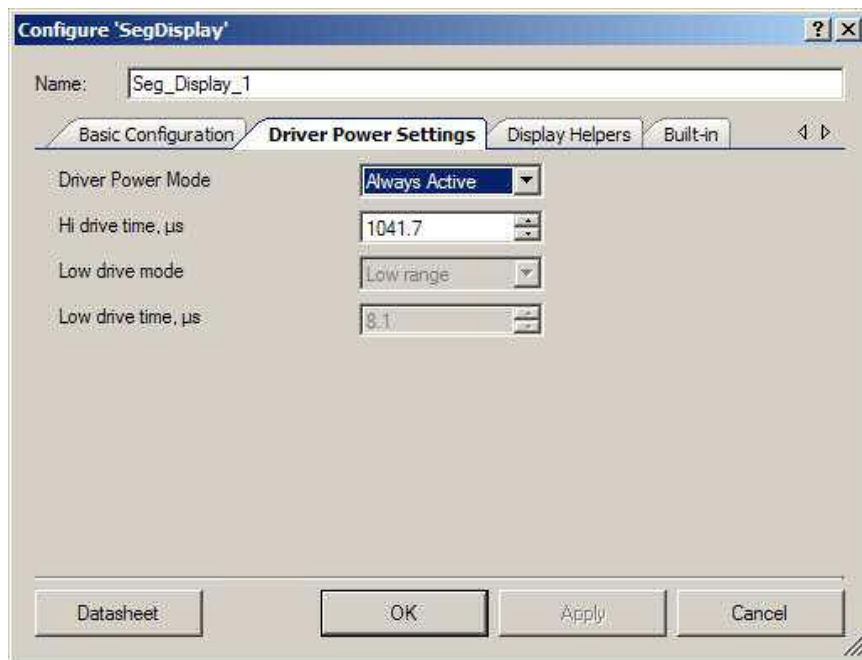 Configure 'SegDisplay'
Name: Seg_Display_1
Basic Configuration Driver Power Settings Display Helpers Built-in
Driver Power Mode Always Active
Hi drive time, µs 1041.7
Low drive mode Low range
Low drive time, µs 8.1
Datasheet OK Apply Cancel